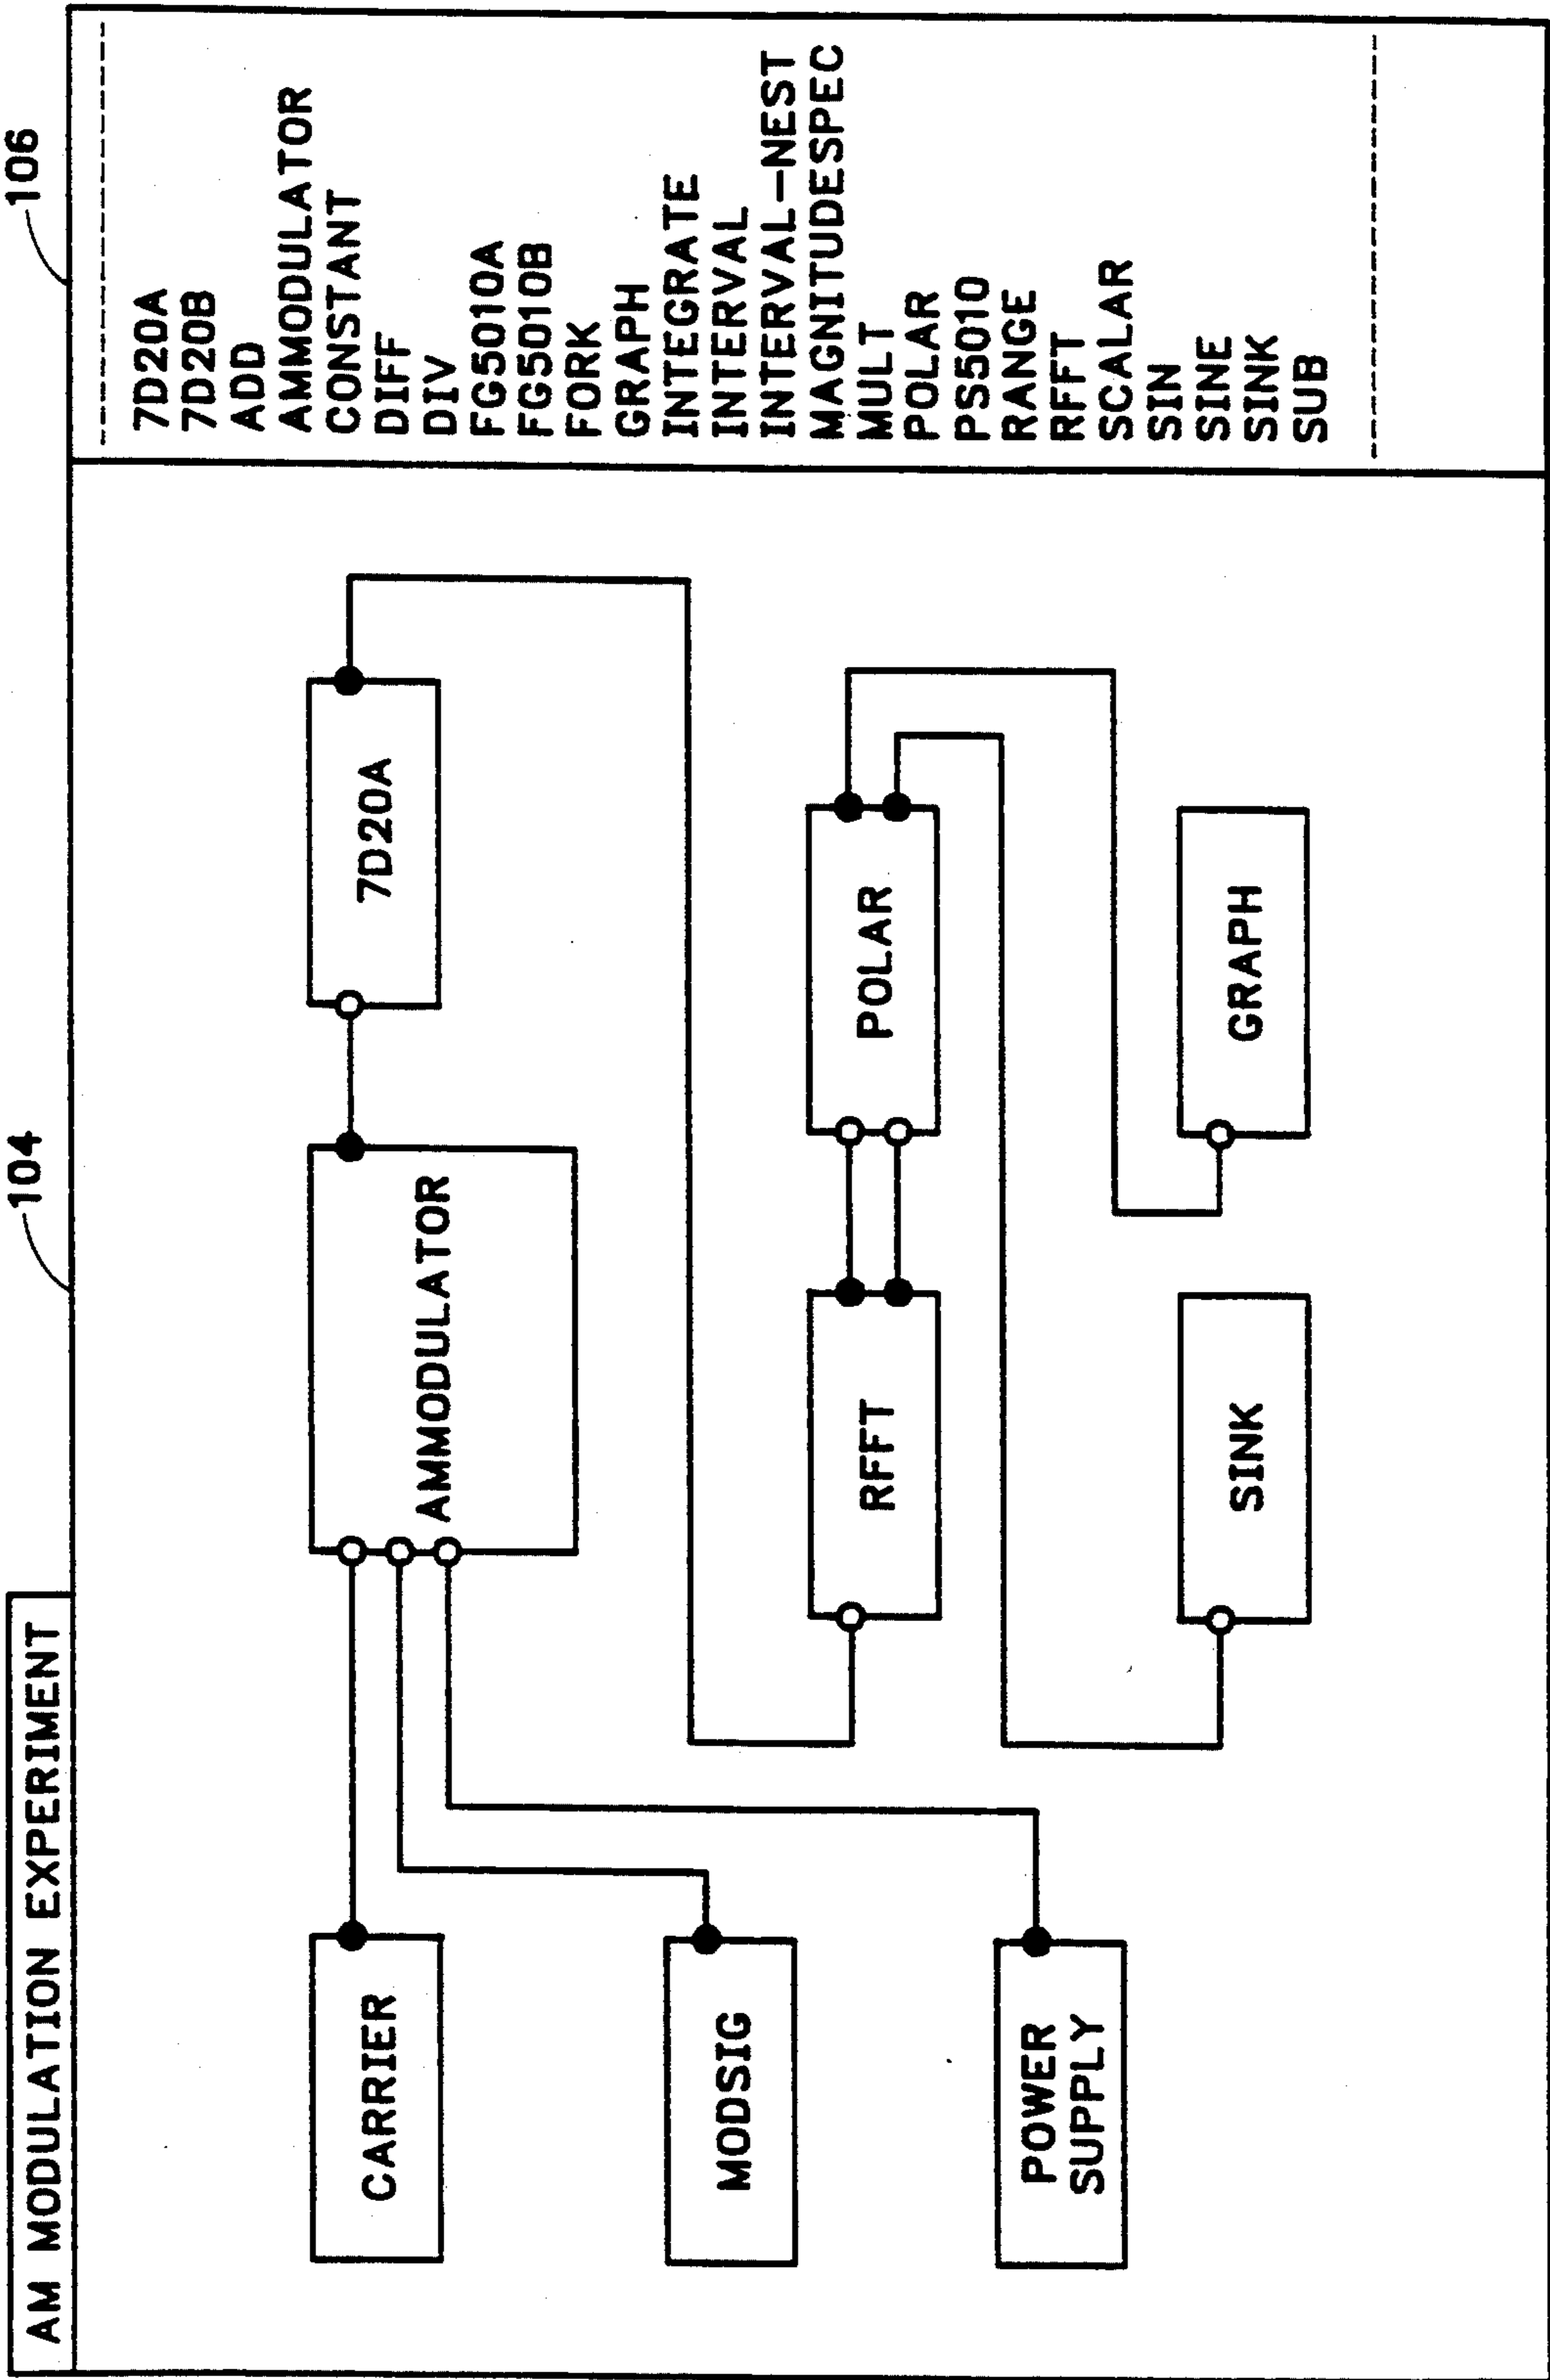 104
106
AM MODULATION EXPERIMENT
CARRIER
AMMODULATOR
7D20A
MODSIG
RFFT
POLAR
POWER
SUPPLY
SINK
GRAPH
7D20A
7D20B
ADD
AMMODULATOR
CONSTANT
DIFF
DIV
FG5010A
FG5010B
FORK
GRAPH
INTEGRATE
INTERVAL
INTERVAL-NEST
MAGNITUDESPEC
MULT
POLAR
PS5010
RANGE
RFFT
SCALAR
SIN
SINE
SINK
SUB